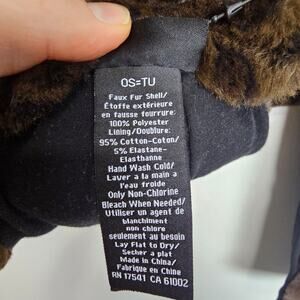 OS=TU
Faux Fur Shell/
Étoffe extérieure
en fausse fourrure:
100% Polyester
Lining/Doublure:
95% Cotton-Coton/
5% Elastane-
Elasthanne
Hand Wash Cold/
Laver a la main a
l'eau froide
Only Non-Chlorine
Bleach When Needed/
Utiliser un agent de
blanchiment
non chlore
seulement au besoin
Lay Flat to Dry/
Secher a plat
Made in China/
Fabrique en Chine
RN 17541 CA 61002